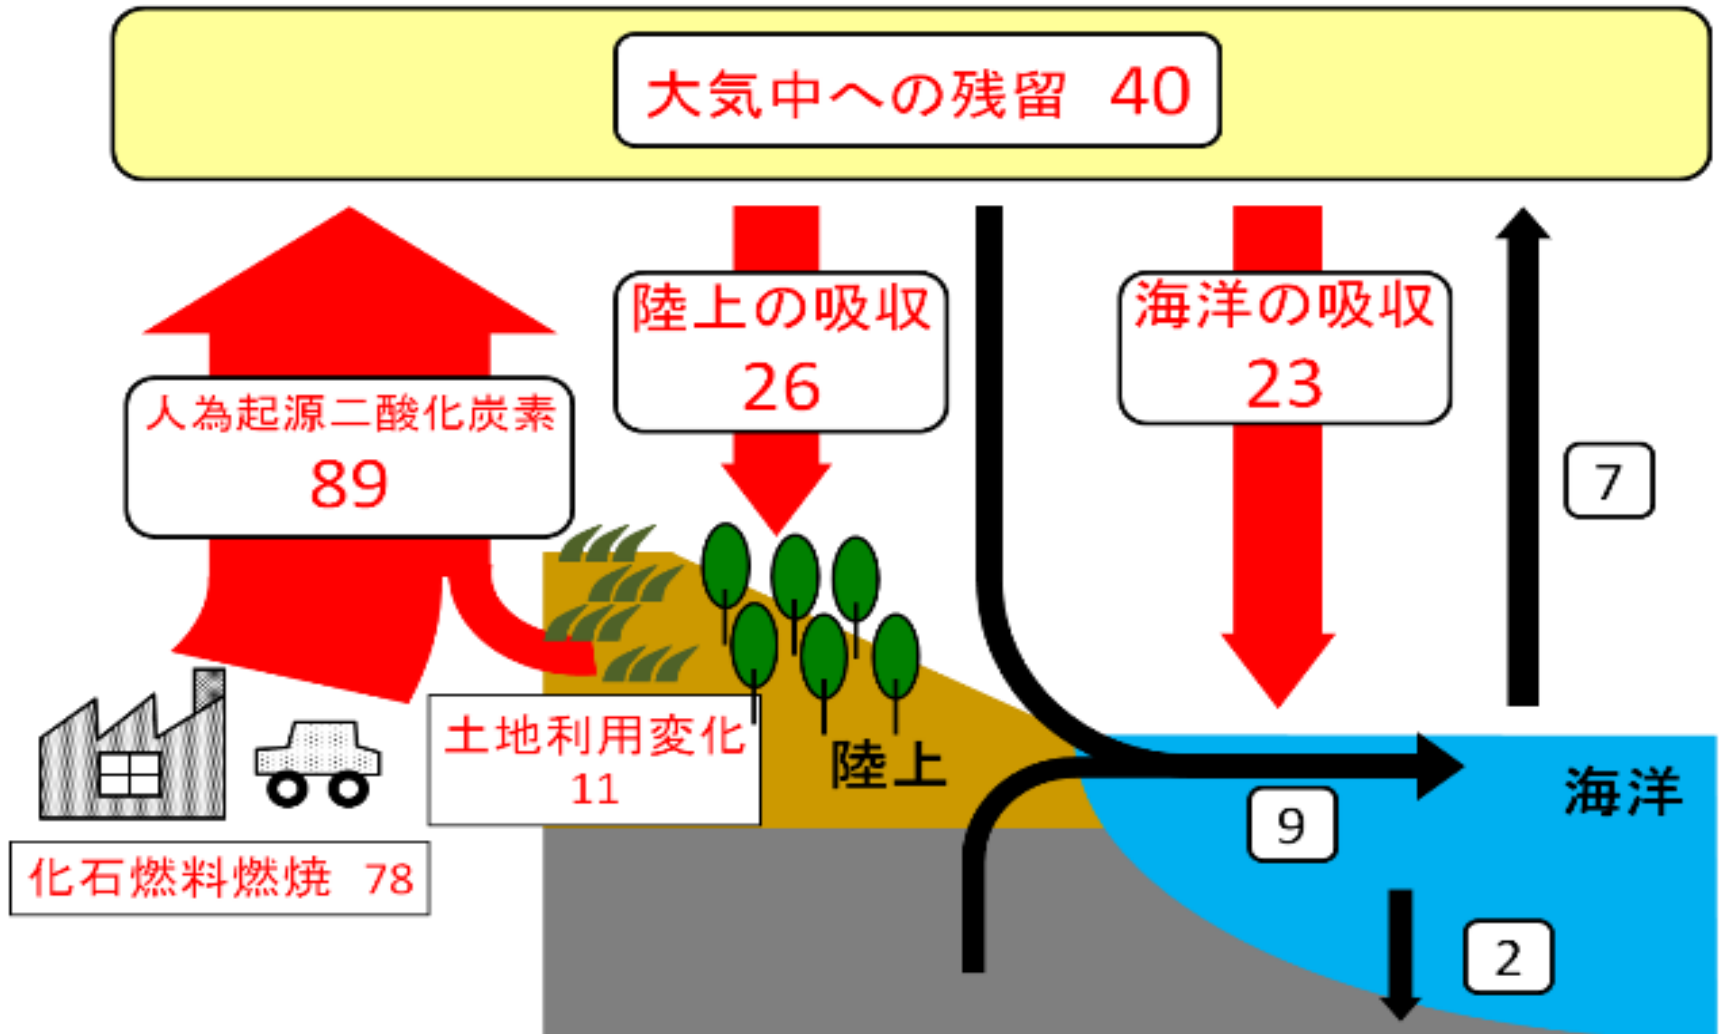 大気中への残留 40
陸上の吸収
26
海洋の吸収
23
人為起源二酸化炭素
89
7
土地利用変化
11
陸上
海洋
9
化石燃料燃焼 78
2